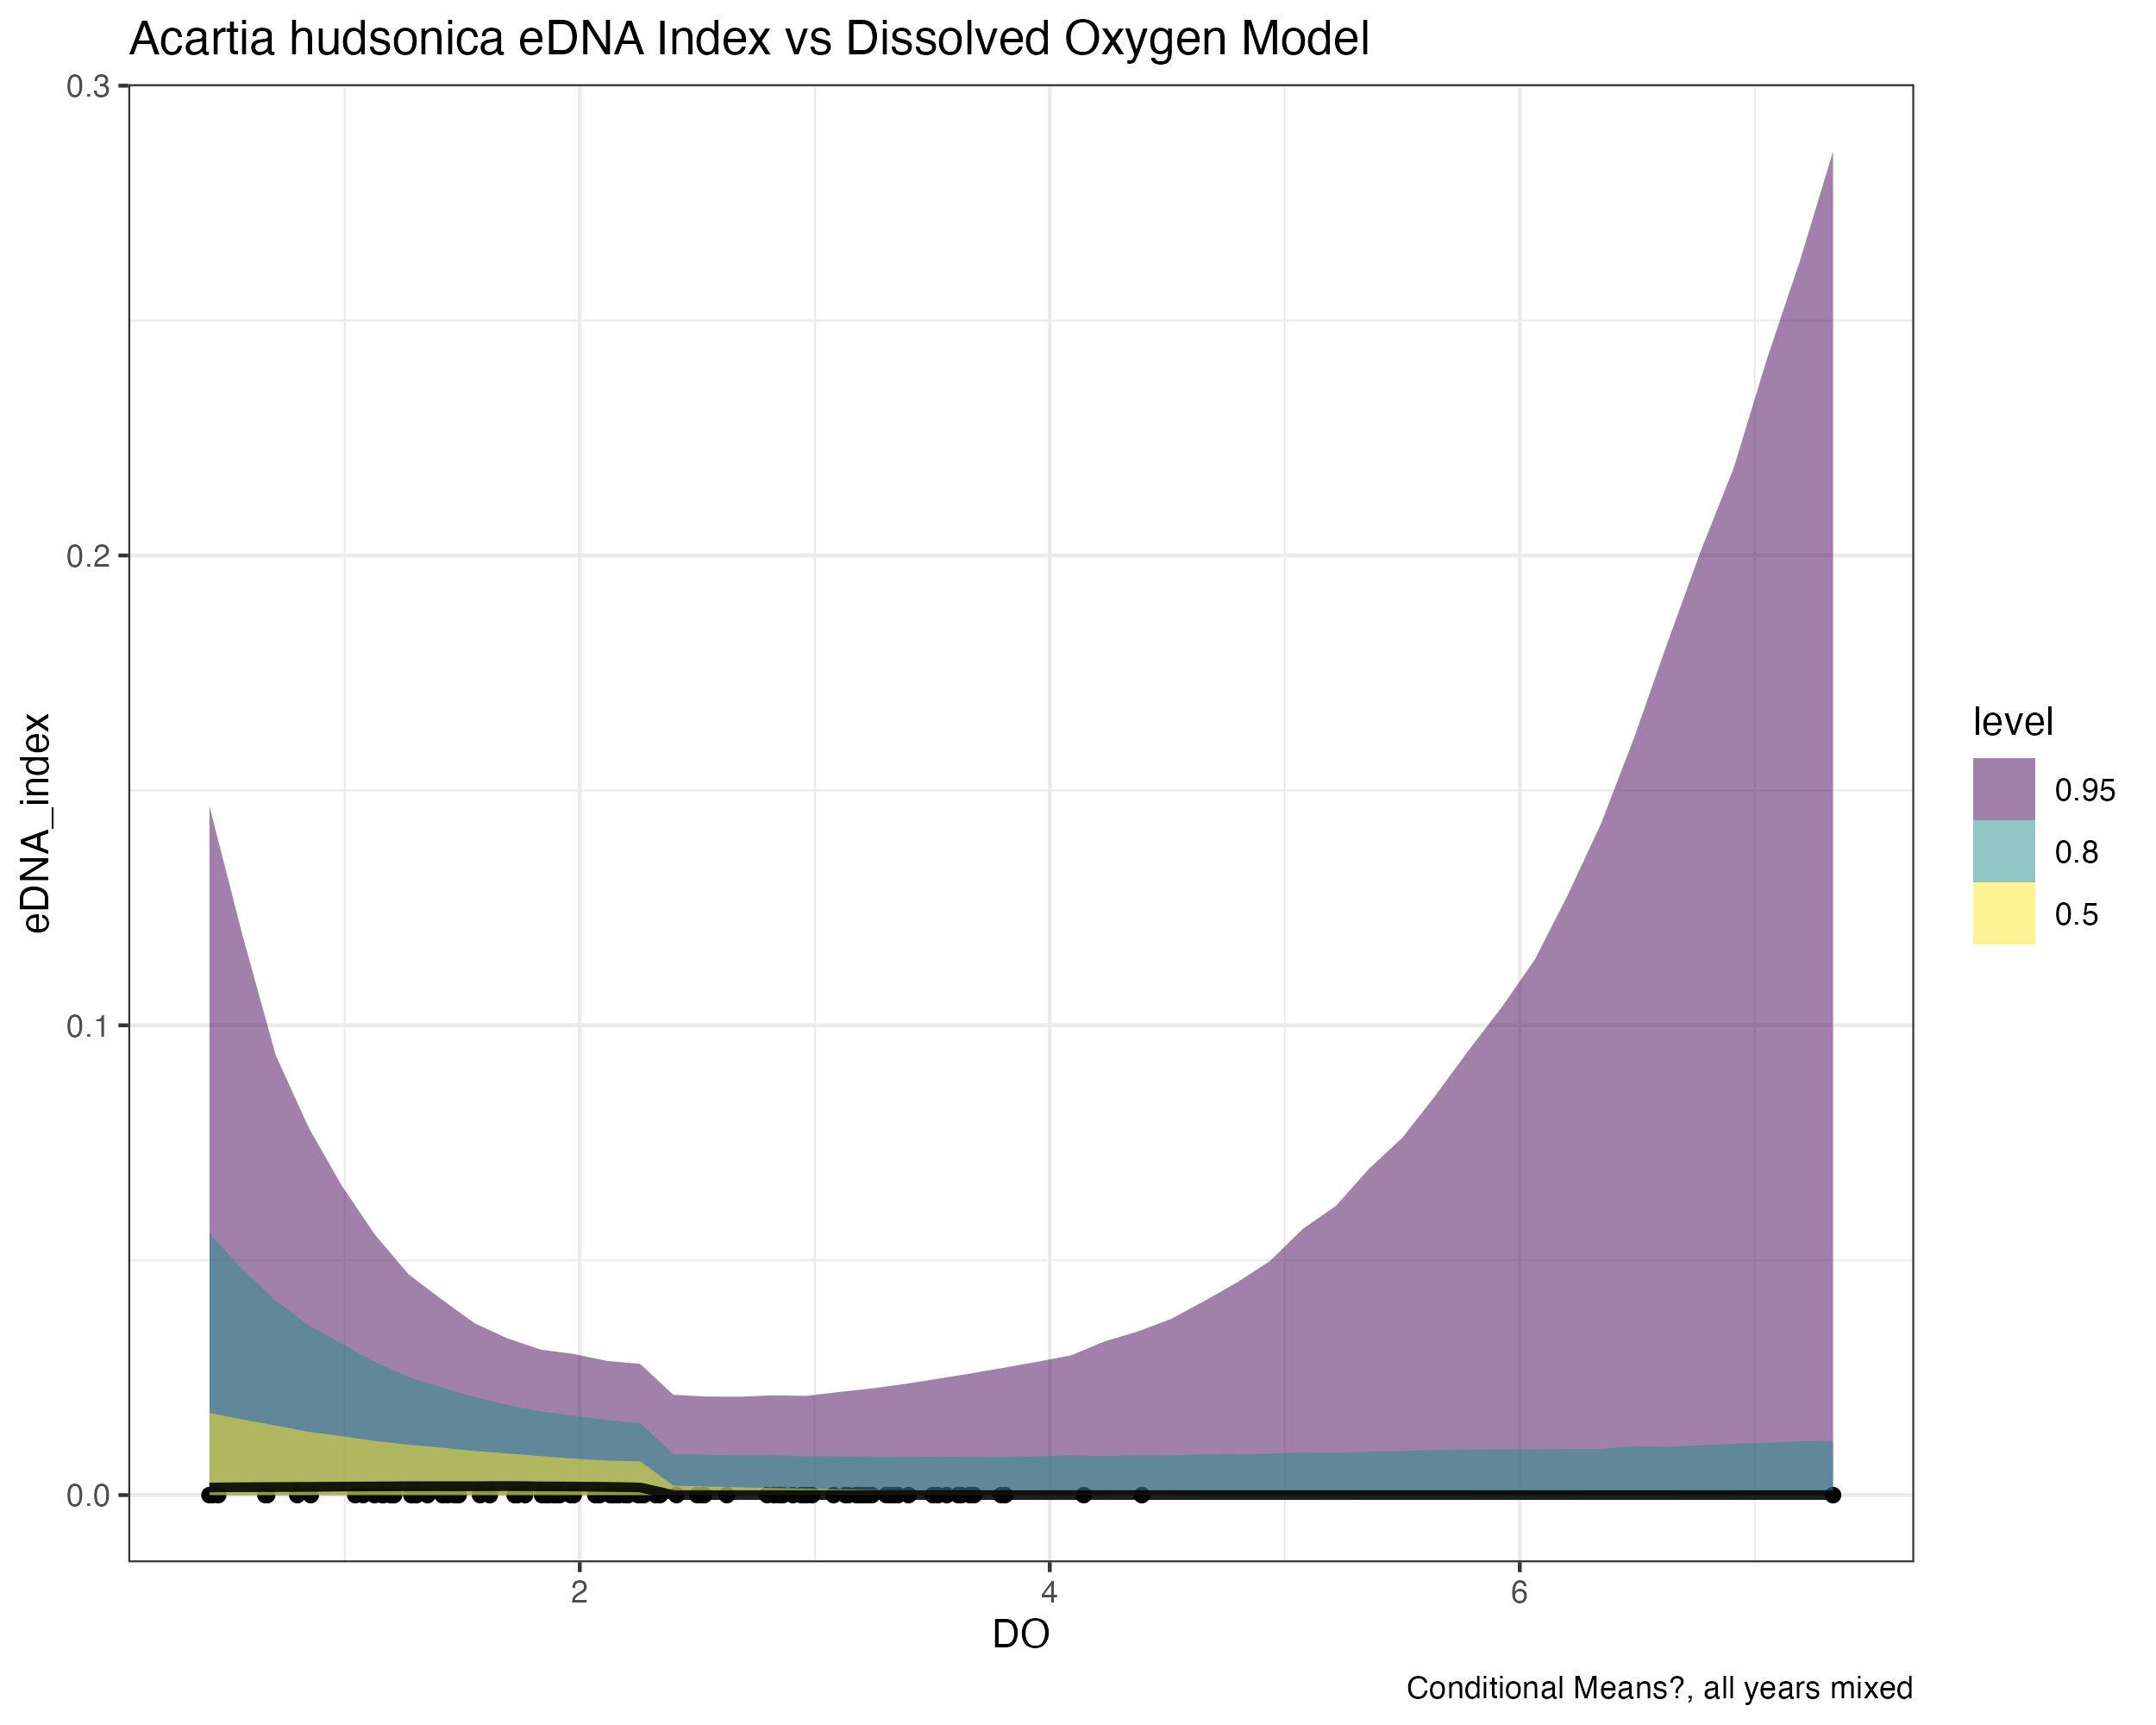 Acartia hudsonica eDNA Index vs Dissolved Oxygen Model
0.3
0.2
0.1
0.0
eDNA_index
2
4
6
DO
level
0.95
0.8
0.5
Conditional Means?, all years mixed